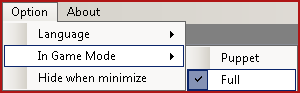 Option About
Language
In Game Mode
Hide when minimize
Puppet
Full